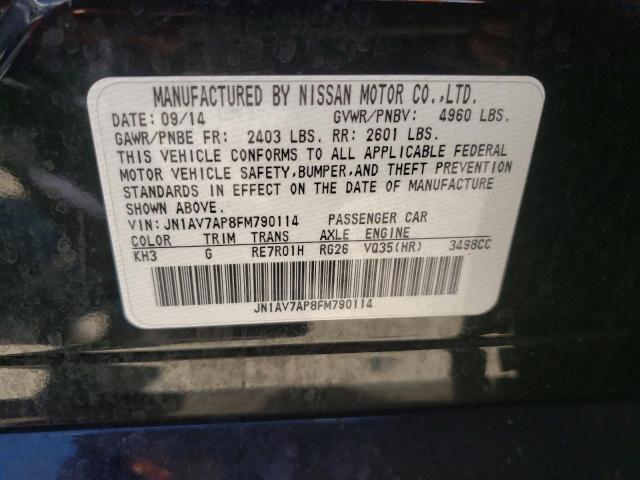 MANUFACTURED BY NISSAN MOTOR CO.,LTD.
DATE: 09/14 GVWR/PNBV: 4960 LBS.
GAWR/PNBE FR: 2403 LBS. RR: 2601 LBS.
THIS VEHICLE CONFORMS TO ALL APPLICABLE FEDERAL
MOTOR VEHICLE SAFETY,BUMPER,AND THEFT PREVENTION
STANDARDS IN EFFECT ON THE DATE OF MANUFACTURE
SHOWN ABOVE.
VIN: JN1AV7AP8FM790114 PASSENGER CAR
COLOR TRIM TRANS AXLE ENGINE
KH3 G RE7R01H RG26 VQ35(HR) 3498CC
JN1AV7AP8FM790114